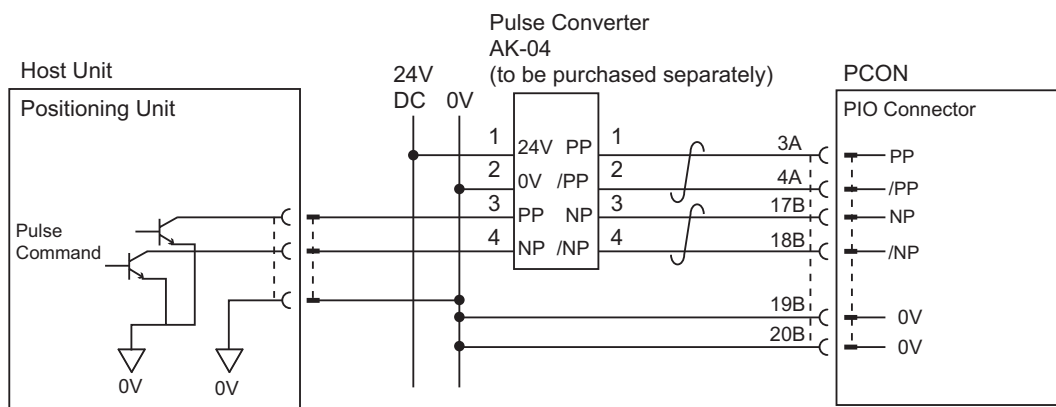 Pulse Converter
AK-04
(to be purchased separately)
Host Unit
24V
DC 0V
PCON
Positioning Unit
PIO Connector
1 24V PP 1 3A PP
2 0V /PP 2 4A /PP
3 PP NP 3 17B NP
4 NP /NP 4 18B /NP
Pulse
Command
19B 0V
20B 0V
0V 0V